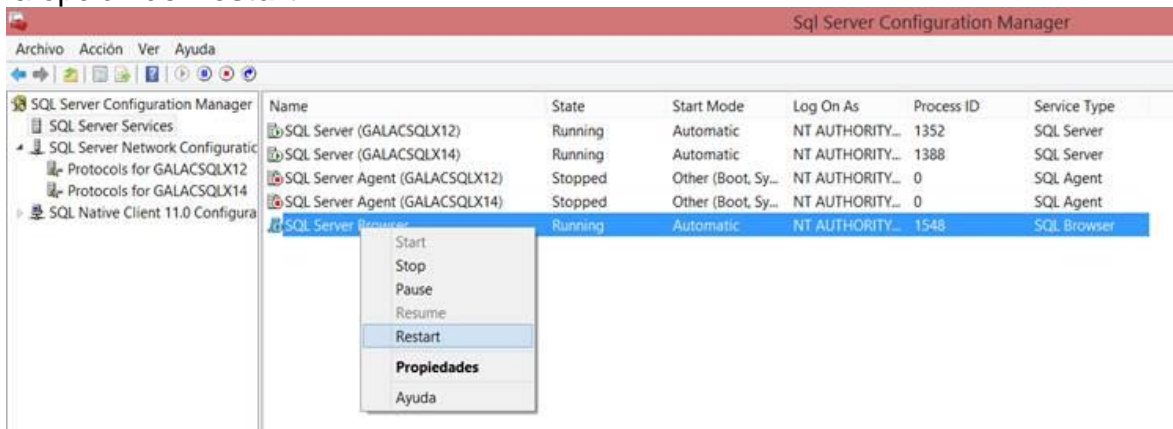 Sql Server Configuration Manager
Archivo Acción Ver Ayuda
SQL Server Configuration Manager
SQL Server Services
SQL Server Network Configuratic
Protocols for GALACSQLX12
Protocols for GALACSQLX14
SQL Native Client 11.0 Configura
Name State Start Mode Log On As Process ID Service Type
SQL Server (GALACSQLX12) Running Automatic NT AUTHORITY... 1352 SQL Server
SQL Server (GALACSQLX14) Running Automatic NT AUTHORITY... 1388 SQL Server
SQL Server Agent (GALACSQLX12) Stopped Other (Boot, Sy... NT AUTHORITY... 0 SQL Agent
SQL Server Agent (GALACSQLX14) Stopped Other (Boot, Sy... NT AUTHORITY... 0 SQL Agent
SQL Server Browser Running Automatic NT AUTHORITY... 1548 SQL Browser
Start
Stop
Pause
Resume
Restart
Propiedades
Ayuda